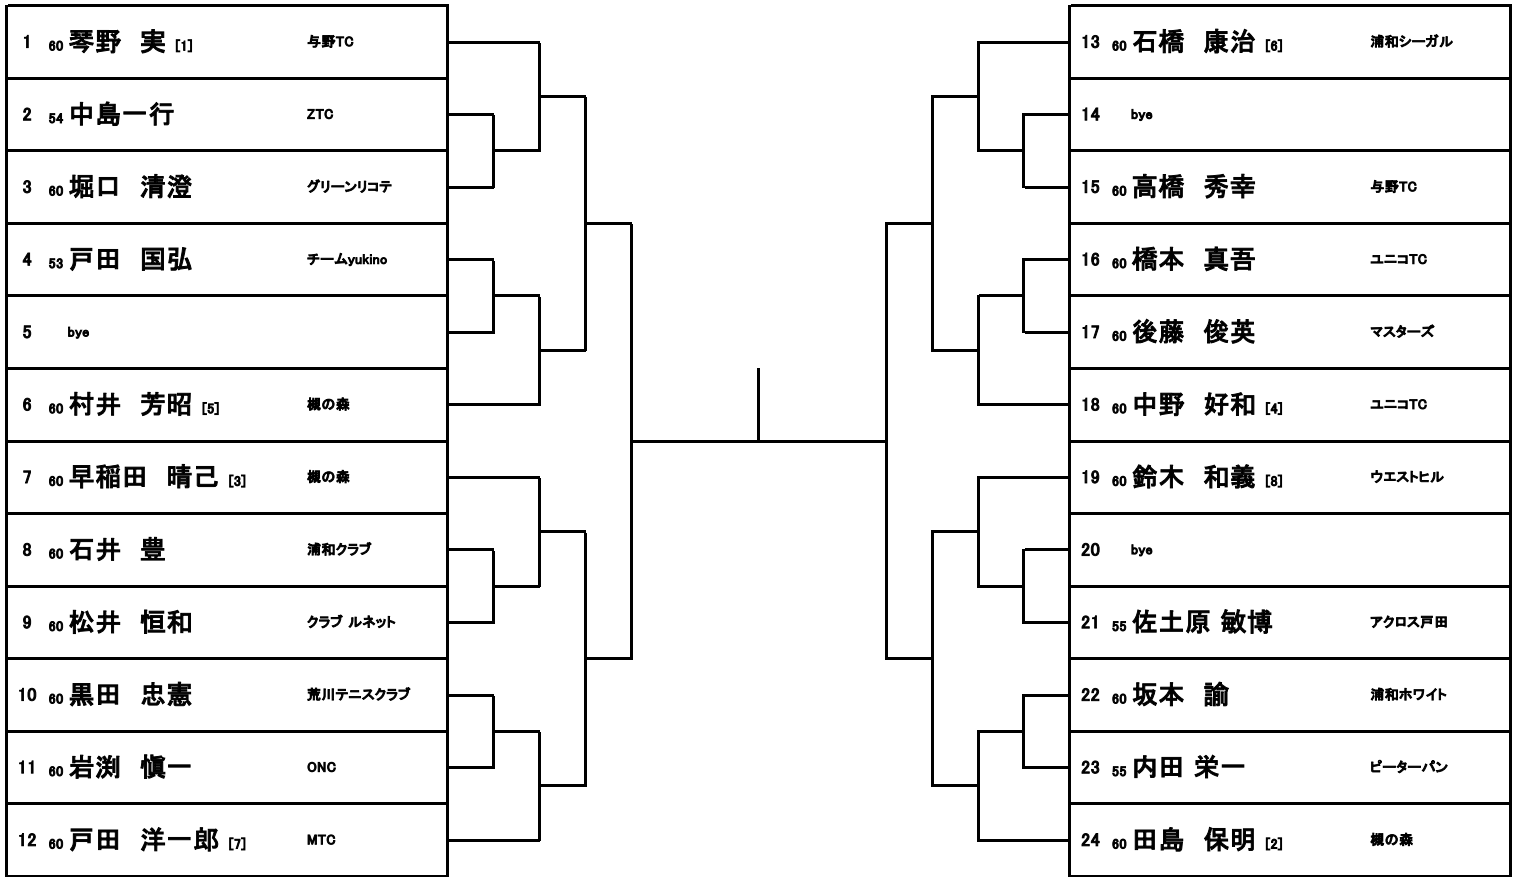 1 60 琴野 実 [1] 与野TC
2 54 中島一行 ZTC
3 60 堀口 清澄 グリーンリコテ
4 53 戸田 国弘 チームyukino
5 bye
6 60 村井 芳昭 [5] 槻の森
7 60 早稲田 晴己 [3] 槻の森
8 60 石井 豊 浦和クラブ
9 60 松井 恒和 クラブ ルネット
10 60 黒田 忠憲 荒川テニスクラブ
11 60 岩渕 愼一 ONC
12 60 戸田 洋一郎 [7] MTC
13 60 石橋 康治 [6] 浦和シーガル
14 bye
15 60 高橋 秀幸 与野TC
16 60 橋本 真吾 ユニコTC
17 60 後藤 俊英 マスターズ
18 60 中野 好和 [4] ユニコTC
19 60 鈴木 和義 [8] ウエストヒル
20 bye
21 55 佐土原 敏博 アクロス戸田
22 60 坂本 諭 浦和ホワイト
23 55 内田 栄一 ピーターパン
24 60 田島 保明 [2] 槻の森